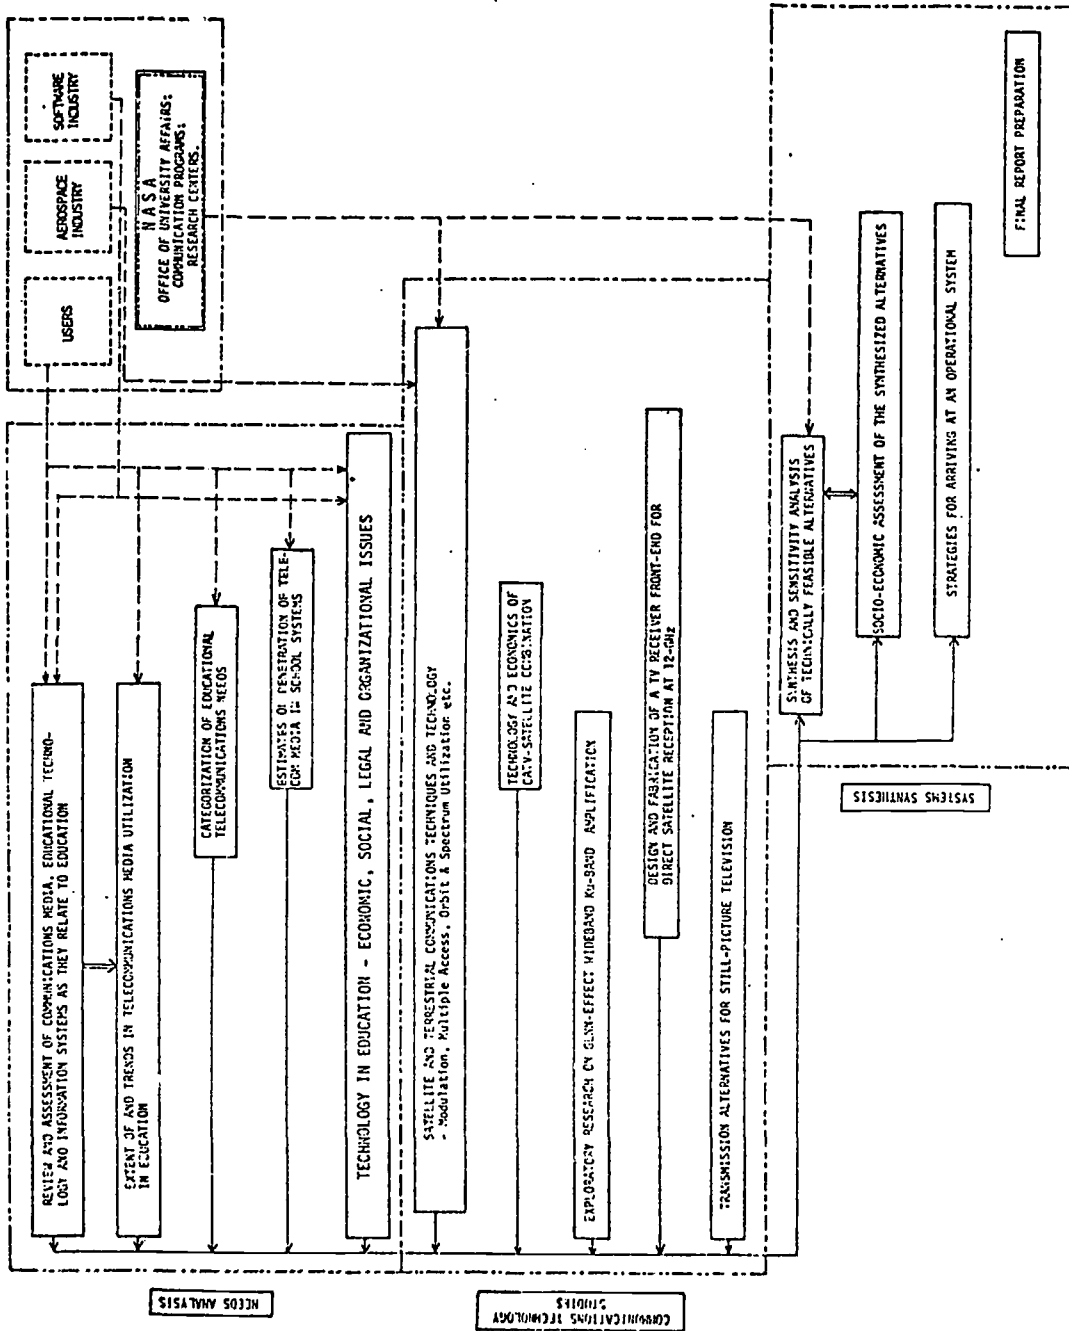 USERS
AEROSPACE
INDUSTRY
SOFTWARE
INDUSTRY
NASA
OFFICE OF UNIVERSITY AFFAIRS:
COMMUNICATION PROGRAMS:
RESEARCH CENTERS.
NEEDS ANALYSIS
REVIEW AND ASSESSMENT OF COMMUNICATIONS MEDIA, EDUCATIONAL TECHNO-
LOGY AND INFORMATION SYSTEMS AS THEY RELATE TO EDUCATION
EXTENT OF AND TRENDS IN TELECOMMUNICATIONS MEDIA UTILIZATION
IN EDUCATION
CATEGORIZATION OF EDUCATIONAL
TELECOMMUNICATIONS NEEDS
ESTIMATES OF PENETRATION OF TELE-
COM MEDIA IN SCHOOL SYSTEMS
TECHNOLOGY IN EDUCATION - ECONOMIC, SOCIAL, LEGAL AND ORGANIZATIONAL ISSUES
COMMUNICATIONS TECHNOLOGY
STUDIES
SATELLITE AND TERRESTRIAL COMMUNICATIONS TECHNIQUES AND TECHNOLOGY
- Modulation, Multiple Access, Orbit & Spectrum Utilization etc.
TECHNOLOGY AND ECONOMICS OF
CATV-SATELLITE COMBINATION
EXPLORATORY RESEARCH ON GUNN-EFFECT WIDEBAND Ku-BAND AMPLIFICATION
DESIGN AND FABRICATION OF A TV RECEIVER FRONT-END FOR
DIRECT SATELLITE RECEPTION AT 12-GHz
TRANSMISSION ALTERNATIVES FOR STILL-PICTURE TELEVISION
SYSTEMS SYNTHESIS
SYNTHESIS AND SENSITIVITY ANALYSIS
OF TECHNICALLY FEASIBLE ALTERNATIVES
SOCIO-ECONOMIC ASSESSMENT OF THE SYNTHESIZED ALTERNATIVES
STRATEGIES FOR ARRIVING AT AN OPERATIONAL SYSTEM
FINAL REPORT PREPARATION